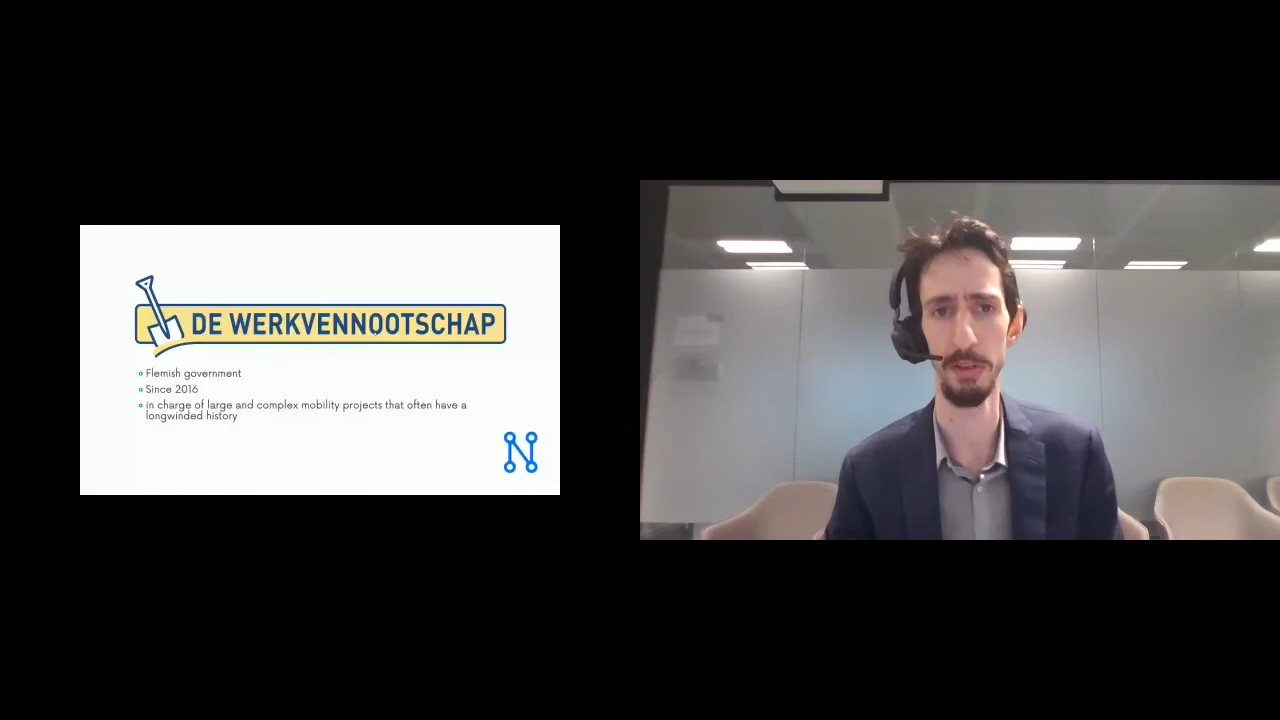 DE WERKVENNOOTSCHAP
Flemish government
Since 2016
in charge of large and complex mobility projects that often have a
longwinded history